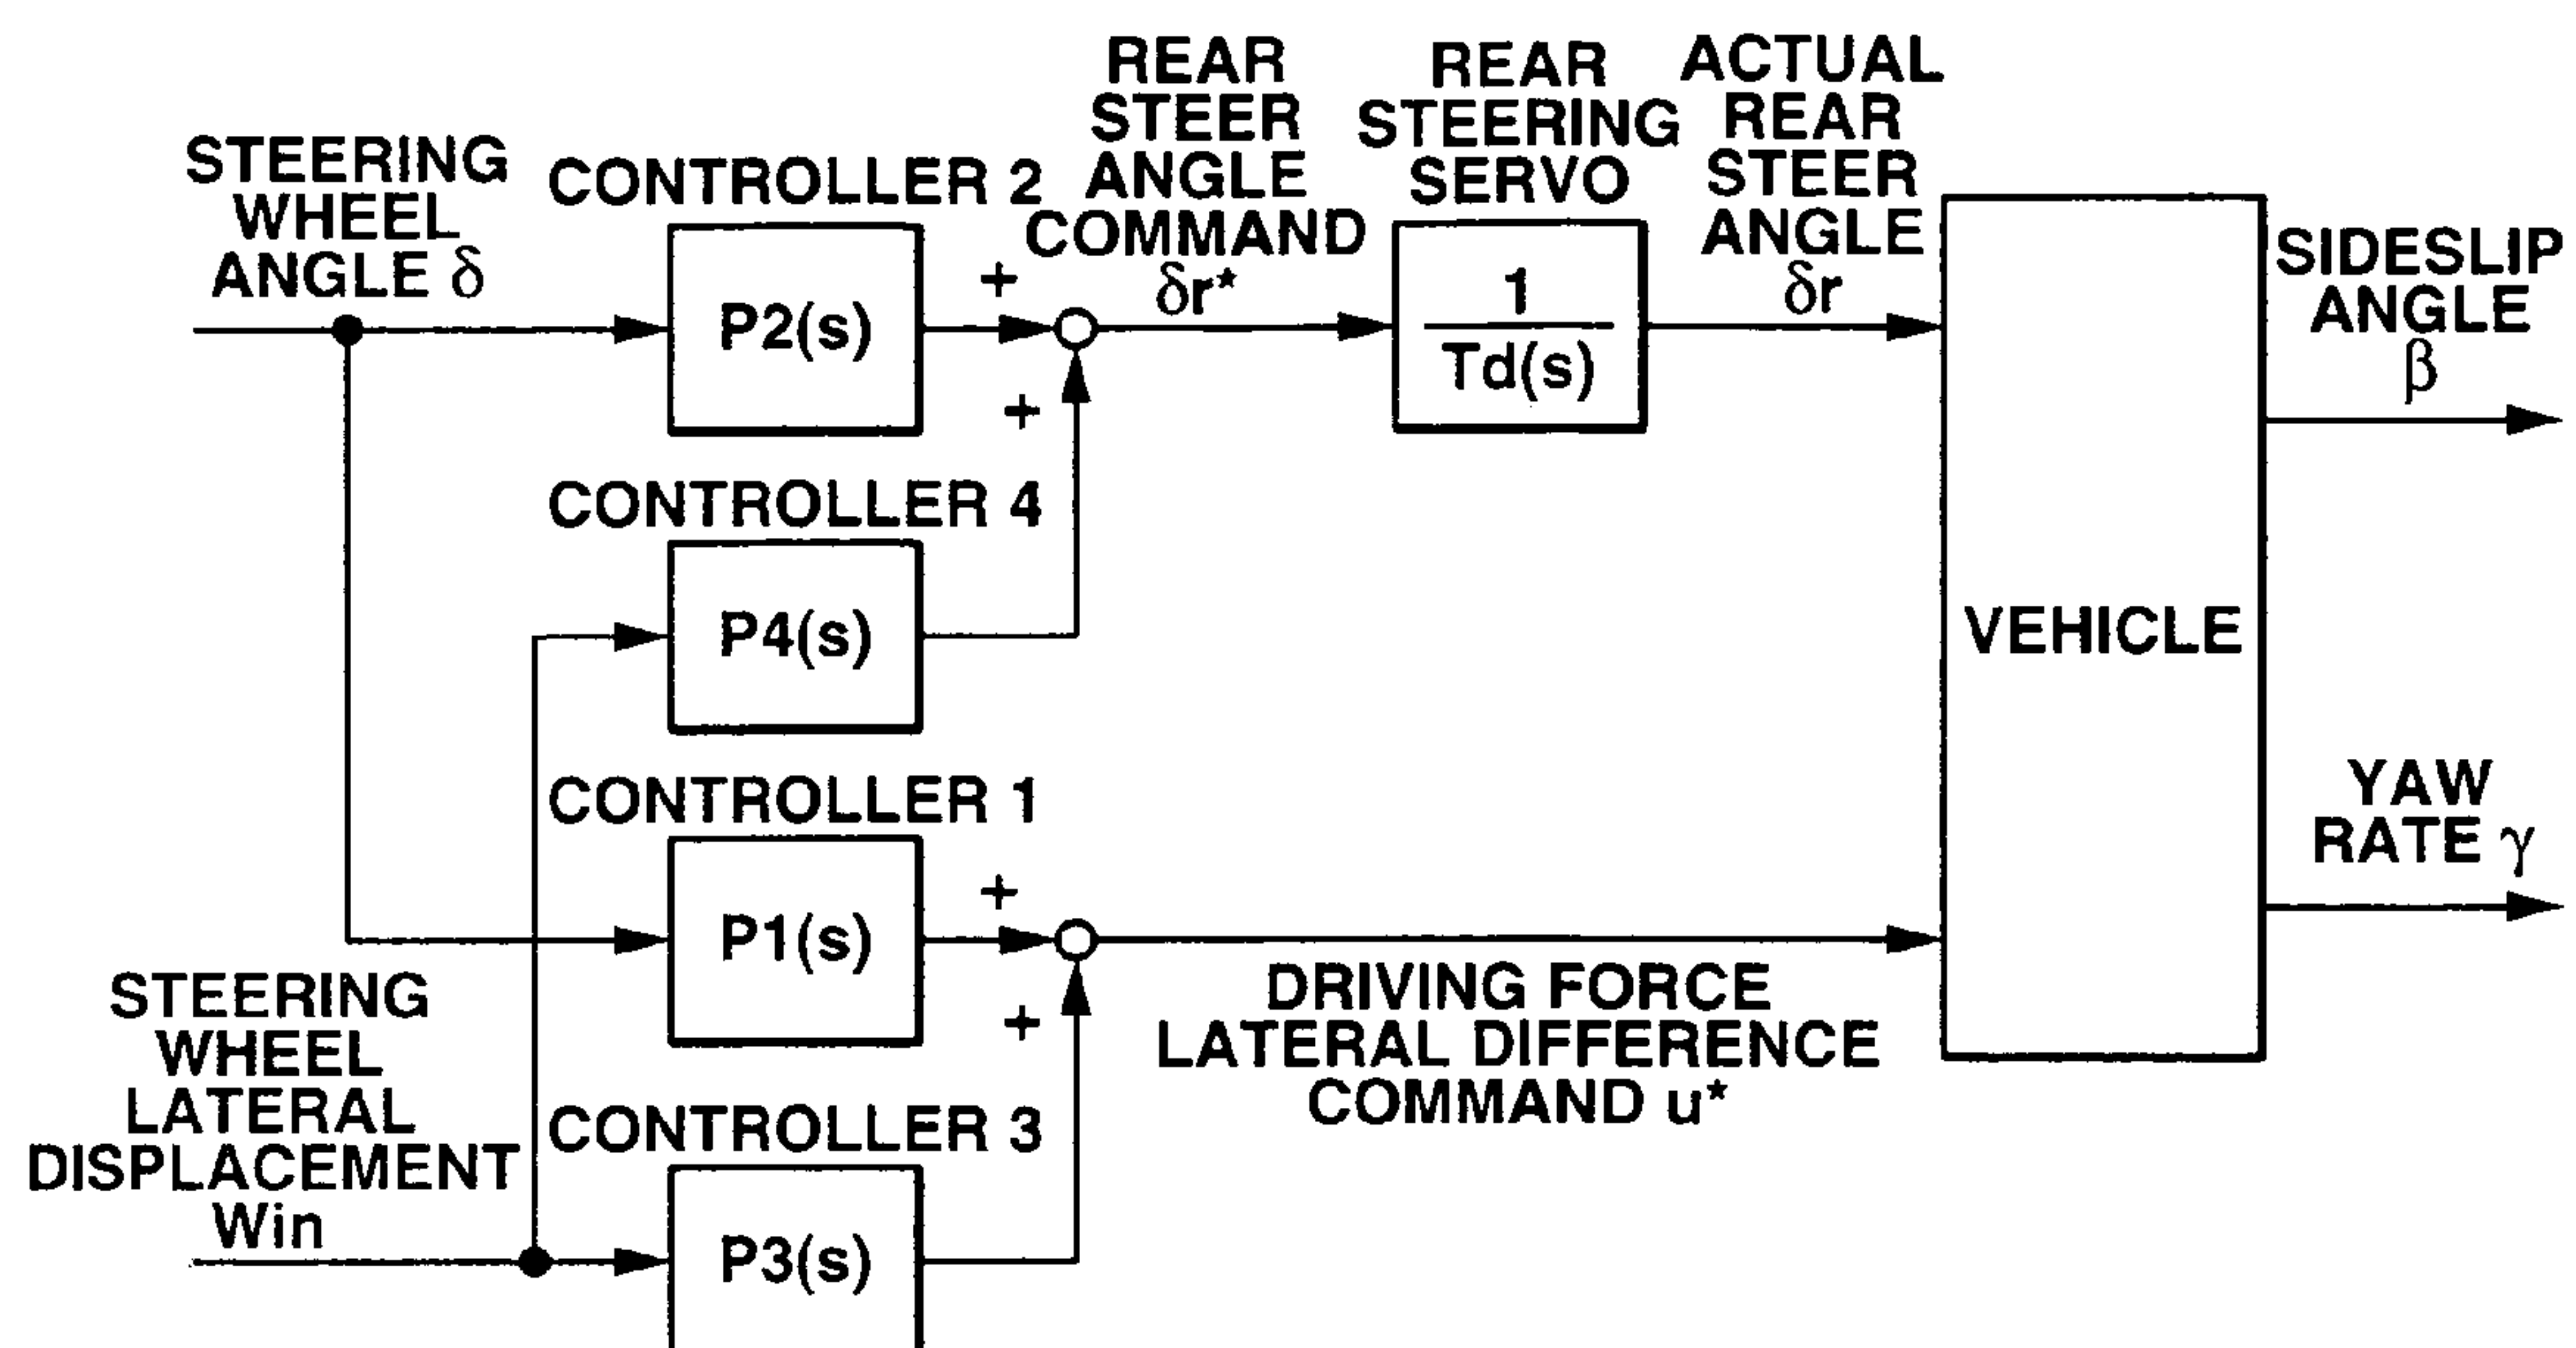 STEERING
WHEEL
ANGLE δ
CONTROLLER 2
P2(s)
+
+
REAR
STEER
ANGLE
COMMAND
δr*
REAR
STEERING
SERVO
1
Td(s)
ACTUAL
REAR
STEER
ANGLE
δr
SIDESLIP
ANGLE
β
CONTROLLER 4
P4(s)
VEHICLE
CONTROLLER 1
P1(s)
+
+
YAW
RATE γ
STEERING
WHEEL
LATERAL
DISPLACEMENT
Win
DRIVING FORCE
LATERAL DIFFERENCE
COMMAND u*
CONTROLLER 3
P3(s)